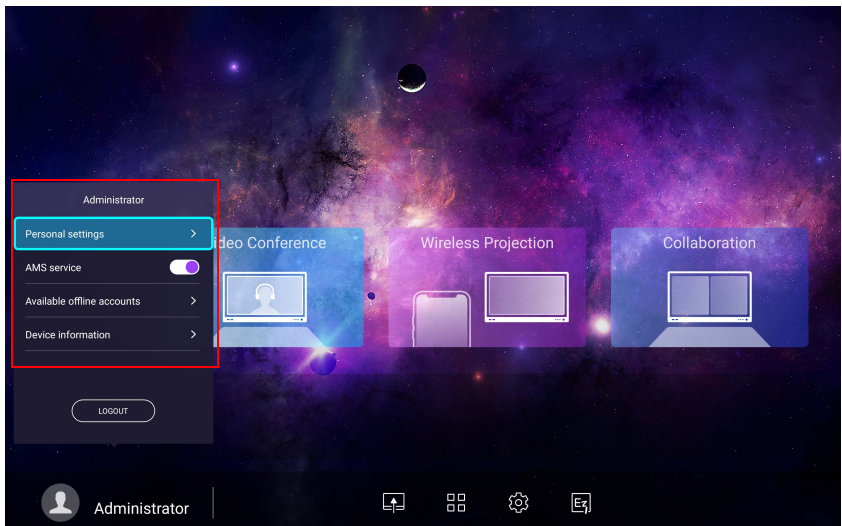 Administrator
Personal settings
AMS service
Available offline accounts
Device information
LOGOUT
ideo Conference
Wireless Projection
Collaboration
Administrator